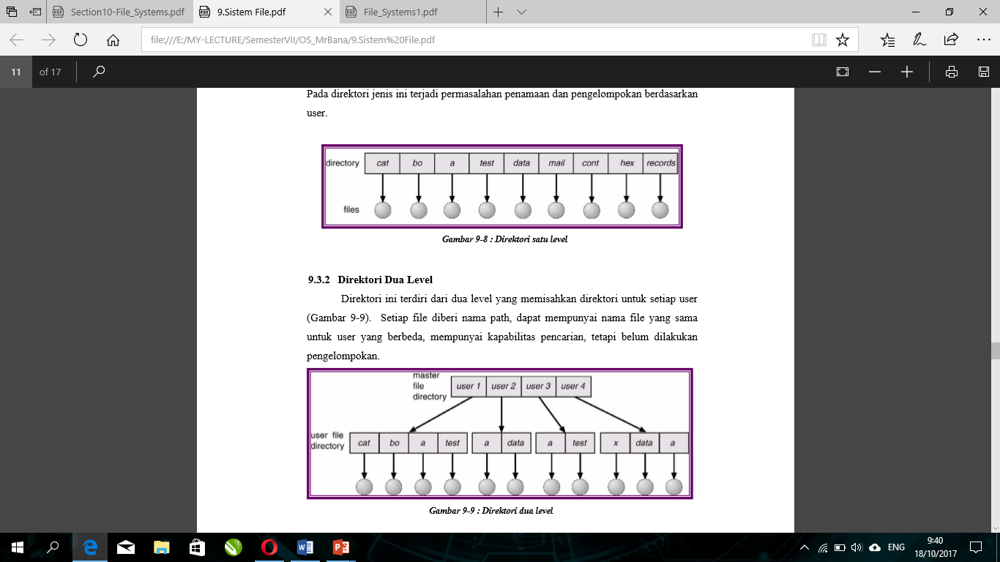 Section10-File_Systems.pdf
9.Sistem File.pdf
File_Systems1.pdf
file:///E:/MY-LECTURE/SemesterVII/OS_MrBana/9.Sistem%20File.pdf
11 of 17
Pada direktori jenis ini terjadi permasalahan penamaan dan pengelompokan berdasarkan
user.
directory cat bo a test data mail cont hex records
files
Gambar 9-8 : Direktori satu level
9.3.2 Direktori Dua Level
Direktori ini terdiri dari dua level yang memisahkan direktori untuk setiap user
(Gambar 9-9). Setiap file diberi nama path, dapat mempunyai nama file yang sama
untuk user yang berbeda, mempunyai kapabilitas pencarian, tetapi belum dilakukan
pengelompokan.
master
file
directory
user 1 user 2 user 3 user 4
user file
directory
cat bo a test a data a test x data a
Gambar 9-9 : Direktori dua level
ENG
9:40
18/10/2017